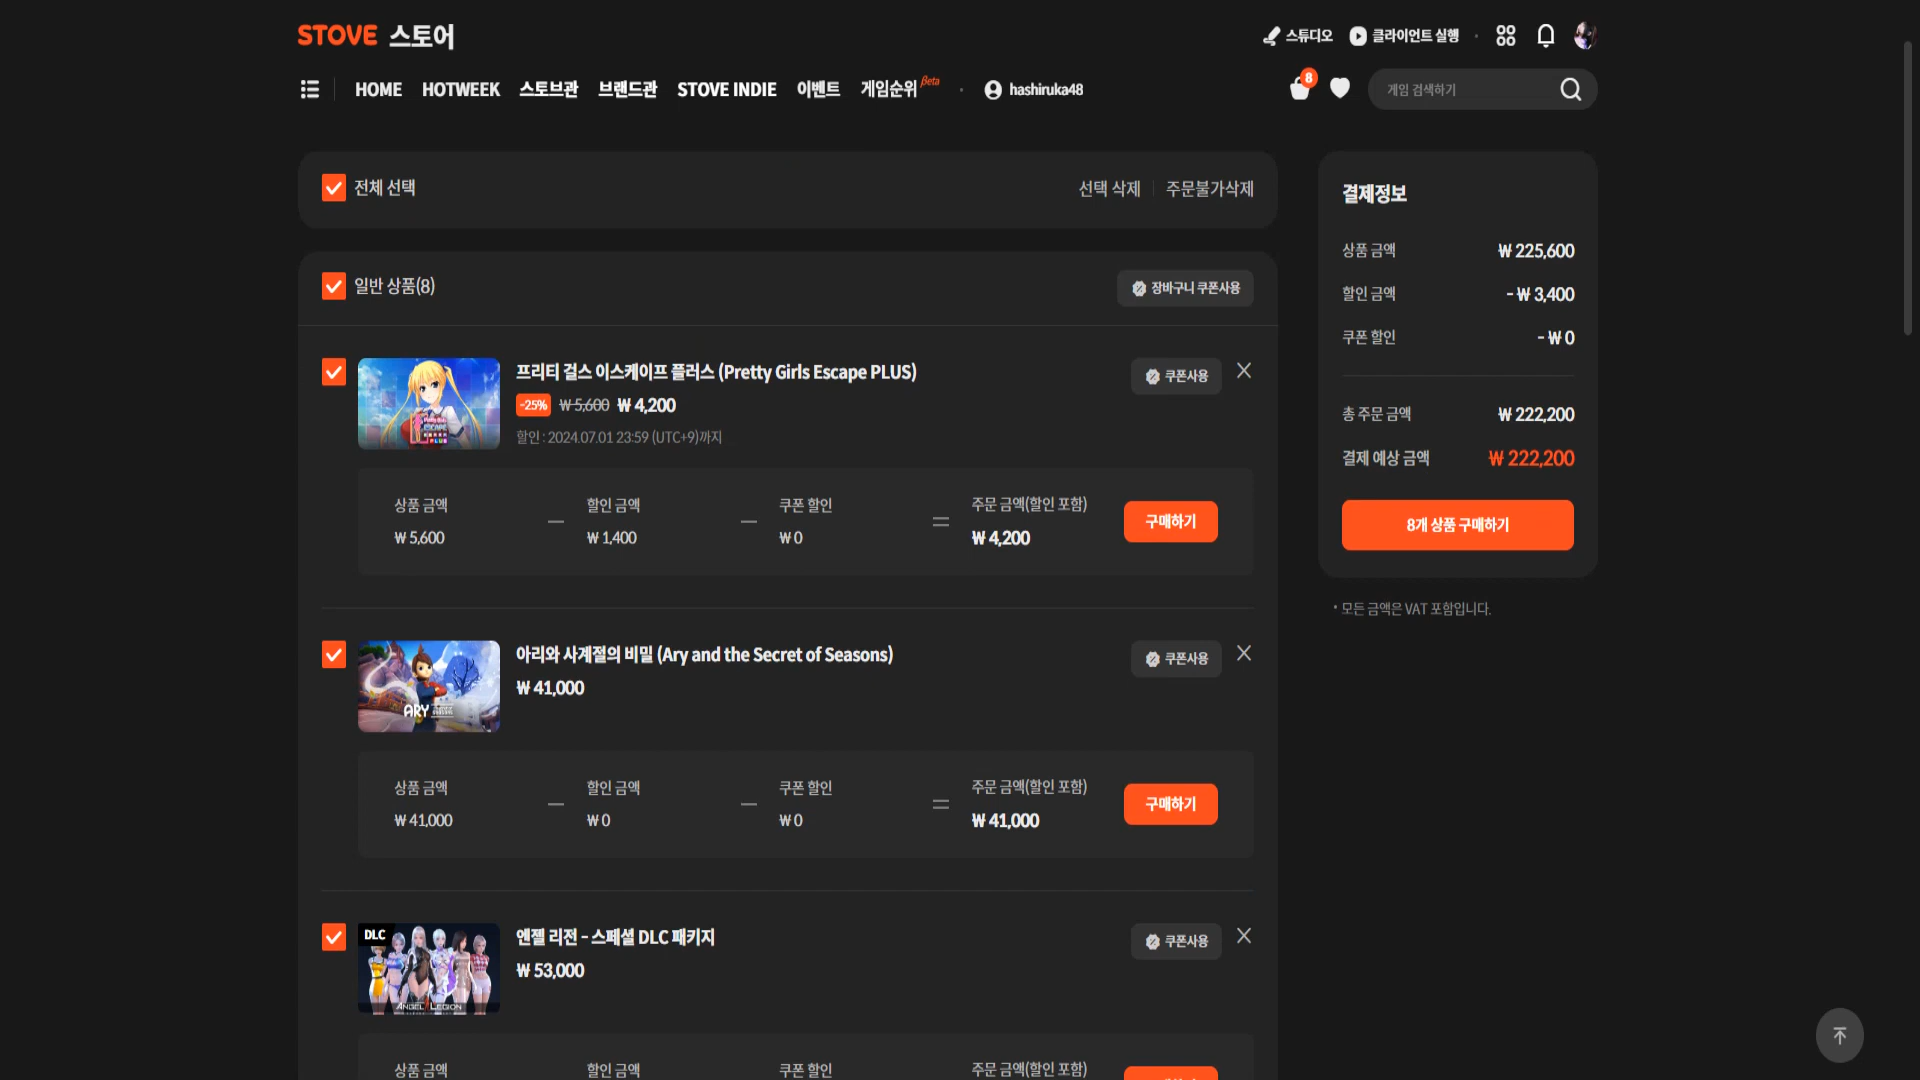 STOVE 스토어
스튜디오
클라이언트 실행
HOME
HOTWEEK
스토브관
브랜드관
STOVE INDIE
이벤트
게임순위 Beta
hashiruka48
8
게임 검색하기
전체 선택
선택 삭제
주문불가삭제
일반 상품(8)
장바구니 쿠폰사용
프리티 걸스 이스케이프 플러스 (Pretty Girls Escape PLUS)
-25% ₩ 5,600 ₩ 4,200
할인 : 2024.07.01 23:59 (UTC+9)까지
쿠폰사용
상품 금액
₩ 5,600
할인 금액
₩ 1,400
쿠폰 할인
₩ 0
주문 금액(할인 포함)
₩ 4,200
구매하기
아리와 사계절의 비밀 (Ary and the Secret of Seasons)
₩ 41,000
쿠폰사용
ARY
상품 금액
₩ 41,000
할인 금액
₩ 0
쿠폰 할인
₩ 0
주문 금액(할인 포함)
₩ 41,000
구매하기
DLC
ANGEL LEGION
엔젤 리전 - 스페셜 DLC 패키지
₩ 53,000
쿠폰사용
상품 금액
할인 금액
쿠폰 할인
주문 금액(할인 포함)
결제정보
상품 금액 ₩ 225,600
할인 금액 - ₩ 3,400
쿠폰 할인 - ₩ 0
총 주문 금액 ₩ 222,200
결제 예상 금액 ₩ 222,200
8개 상품 구매하기
• 모든 금액은 VAT 포함입니다.